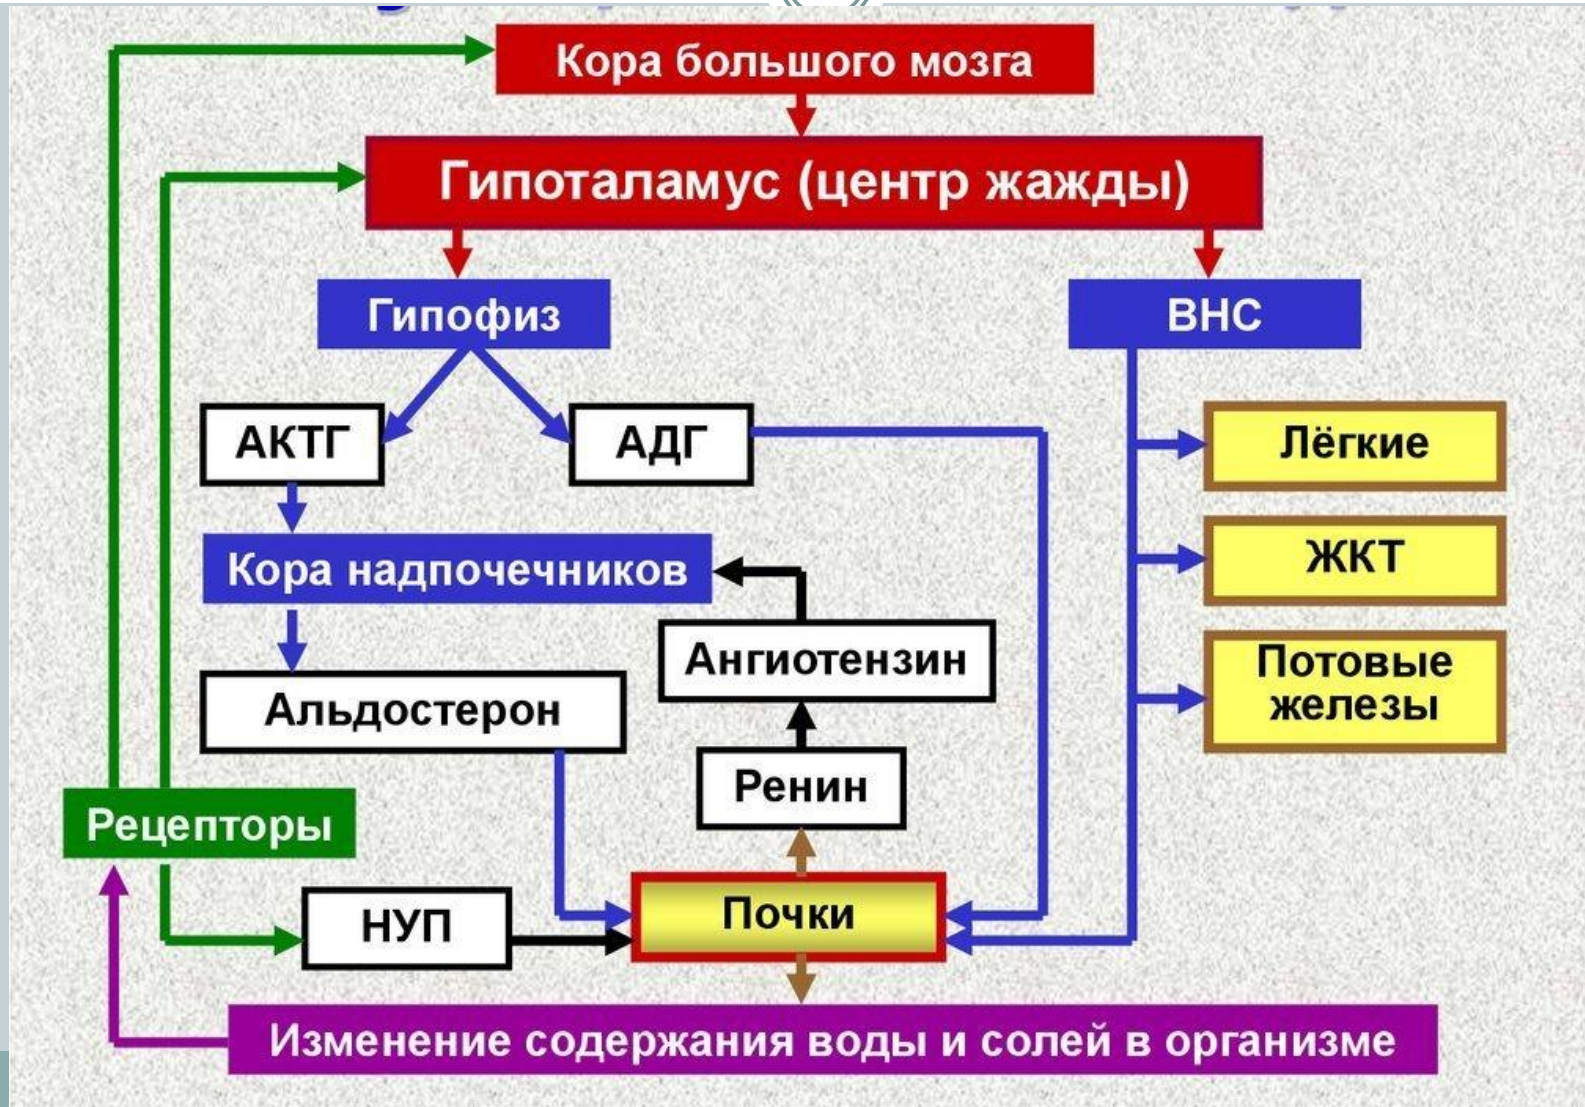 Кора большого мозга
Гипоталамус (центр жажды)
Гипофиз
ВНС
АКТГ
АДГ
Лёгкие
Кора надпочечников
ЖКТ
Ангиотензин
Потовые
железы
Альдостерон
Ренин
Рецепторы
НУП
Почки
Изменение содержания воды и солей в организме